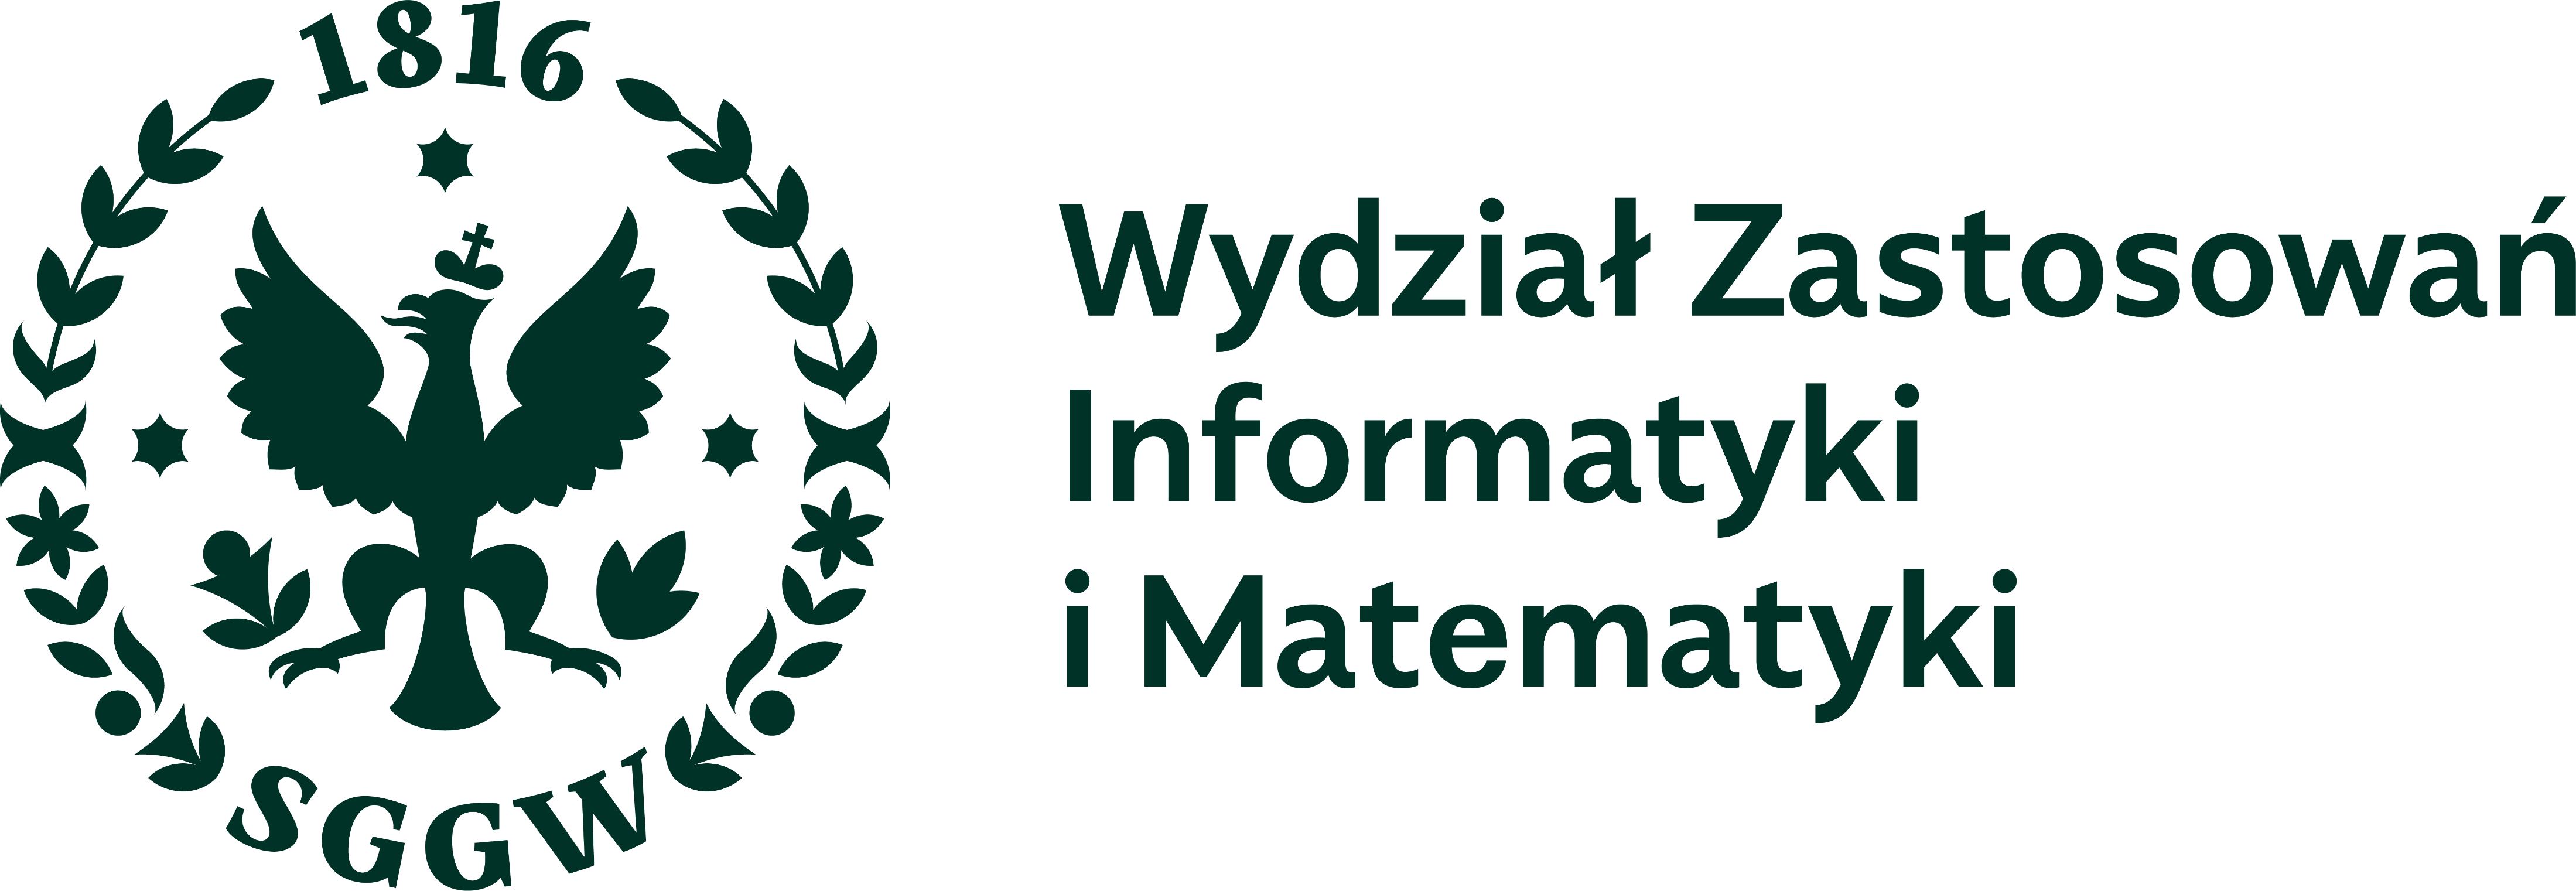 1816
SGGW
Wydział Zastosowań
Informatyki
i Matematyki